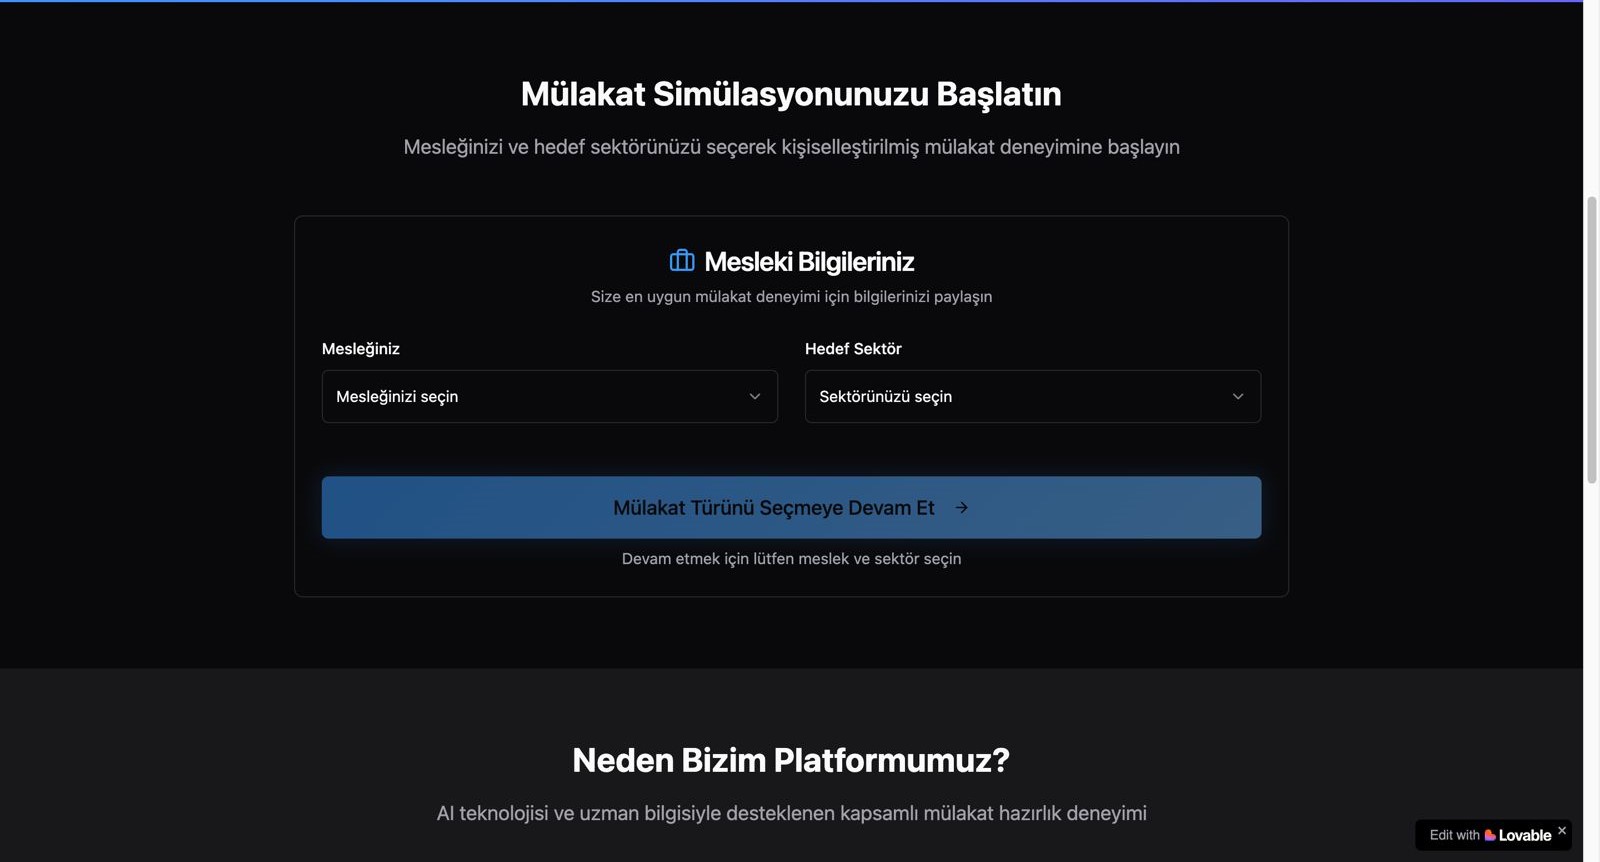 Mülakat Simülasyonunuzu Başlatın
Mesleğinizi ve hedef sektörünüzü seçerek kişiselleştirilmiş mülakat deneyimine başlayın
Mesleki Bilgileriniz
Size en uygun mülakat deneyimi için bilgilerinizi paylaşın
Mesleğiniz
Mesleğinizi seçin
Hedef Sektör
Sektörünüzü seçin
Mülakat Türünü Seçmeye Devam Et →
Devam etmek için lütfen meslek ve sektör seçin
Neden Bizim Platformumuz?
AI teknolojisi ve uzman bilgisiyle desteklenen kapsamlı mülakat hazırlık deneyimi
Edit with Lovable ×